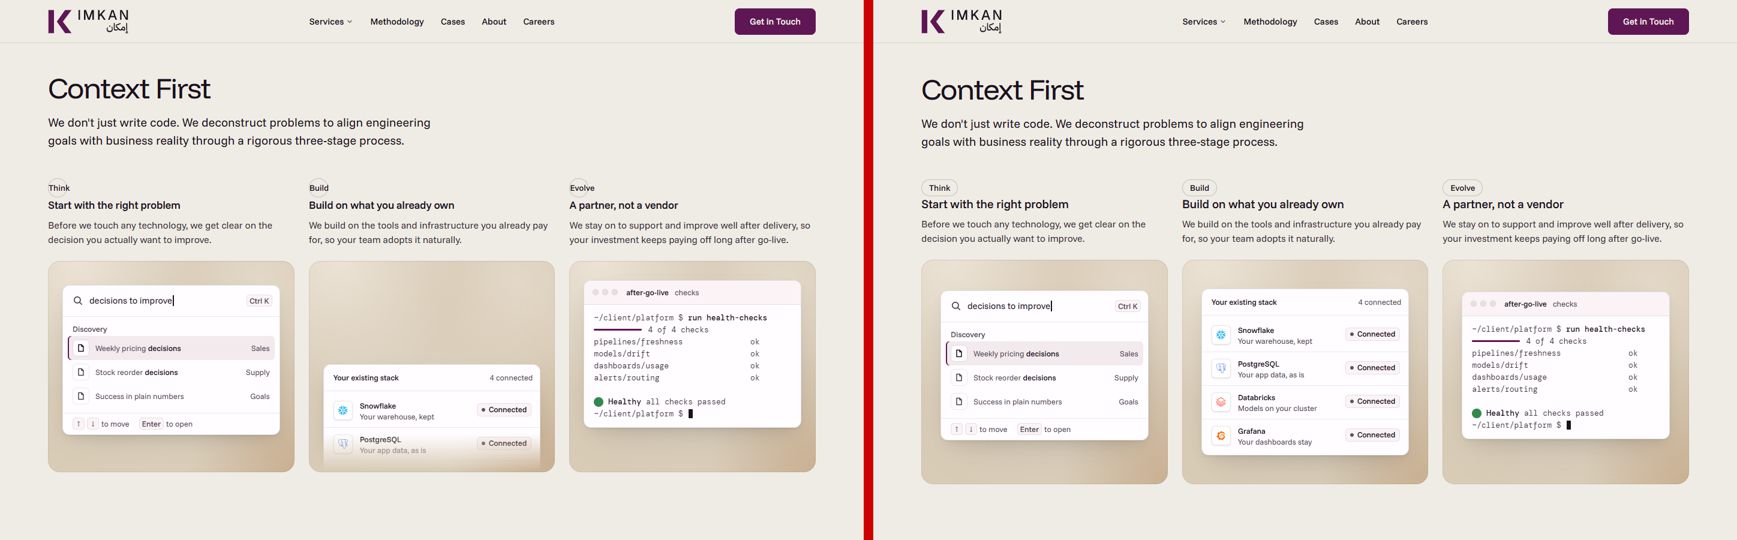 IMKAN
إمكان
Services
Methodology
Cases
About
Careers
Get in Touch
Context First
We don't just write code. We deconstruct problems to align engineering
goals with business reality through a rigorous three-stage process.
Think
Start with the right problem
Before we touch any technology, we get clear on the
decision you actually want to improve.
decisions to improve
Ctrl K
Discovery
Weekly pricing decisions
Sales
Stock reorder decisions
Supply
Success in plain numbers
Goals
↑ ↓ to move Enter to open
Build
Build on what you already own
We build on the tools and infrastructure you already pay
for, so your team adopts it naturally.
Your existing stack
4 connected
Snowflake
Your warehouse, kept
Connected
PostgreSQL
Your app data, as is
Connected
Evolve
A partner, not a vendor
We stay on to support and improve well after delivery, so
your investment keeps paying off long after go-live.
after-go-live checks
~/client/platform $ run health-checks
4 of 4 checks
pipelines/freshness ok
models/drift ok
dashboards/usage ok
alerts/routing ok
Healthy all checks passed
~/client/platform $
IMKAN
إمكان
Services
Methodology
Cases
About
Careers
Get in Touch
Context First
We don't just write code. We deconstruct problems to align engineering
goals with business reality through a rigorous three-stage process.
Think
Start with the right problem
Before we touch any technology, we get clear on the
decision you actually want to improve.
decisions to improve
Ctrl K
Discovery
Weekly pricing decisions
Sales
Stock reorder decisions
Supply
Success in plain numbers
Goals
↑ ↓ to move Enter to open
Build
Build on what you already own
We build on the tools and infrastructure you already pay
for, so your team adopts it naturally.
Your existing stack
4 connected
Snowflake
Your warehouse, kept
Connected
PostgreSQL
Your app data, as is
Connected
Databricks
Models on your cluster
Connected
Grafana
Your dashboards stay
Connected
Evolve
A partner, not a vendor
We stay on to support and improve well after delivery, so
your investment keeps paying off long after go-live.
after-go-live checks
~/client/platform $ run health-checks
4 of 4 checks
pipelines/freshness ok
models/drift ok
dashboards/usage ok
alerts/routing ok
Healthy all checks passed
~/client/platform $